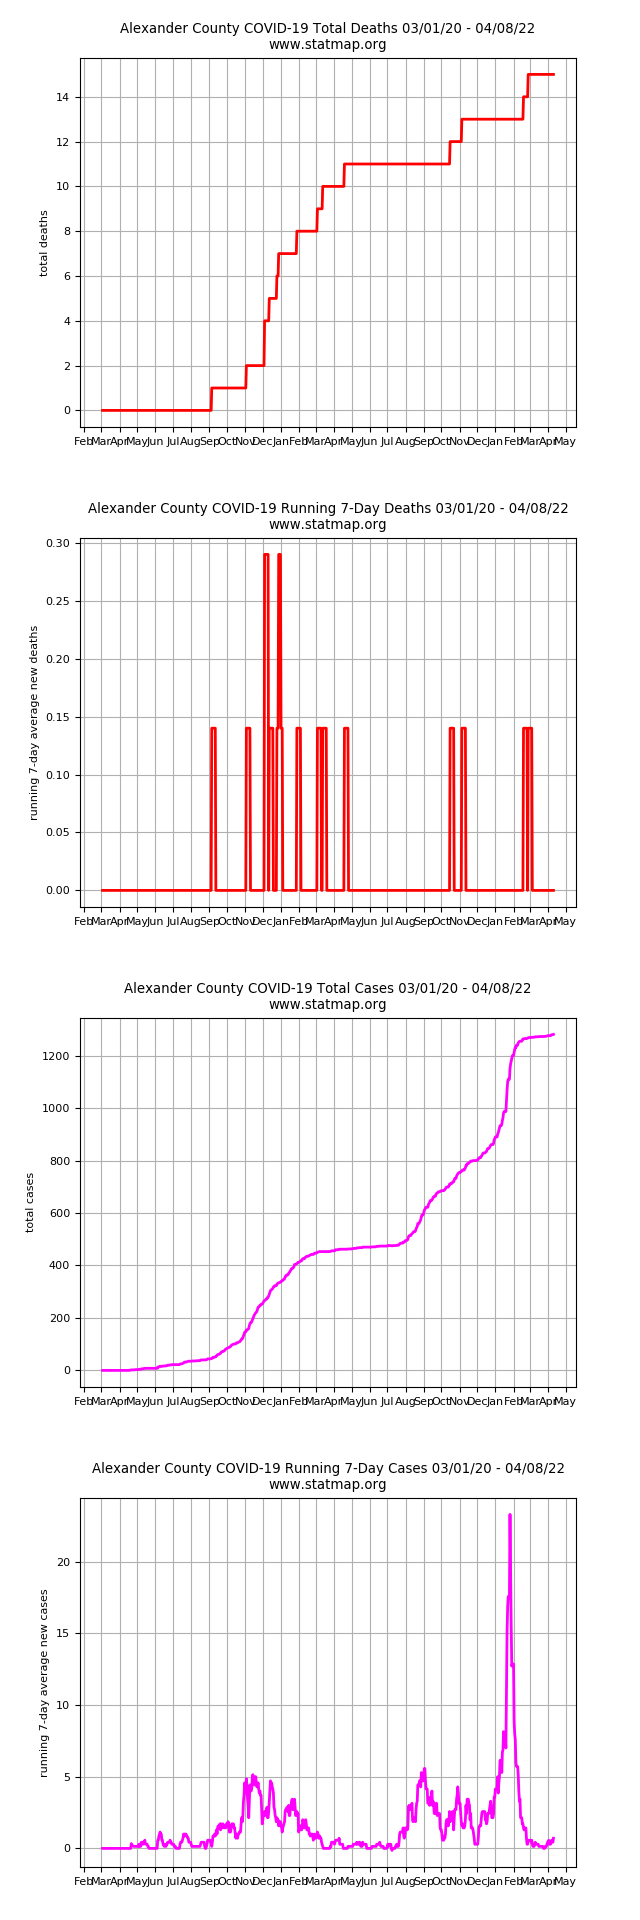 Alexander County COVID-19 Total Deaths 03/01/20 - 04/08/22
www.statmap.org
total deaths
14
12
10
8
6
4
2
0
Feb Mar Apr May Jun Jul Aug Sep Oct Nov Dec Jan Feb Mar Apr May Jun Jul Aug Sep Oct Nov Dec Jan Feb Mar Apr May
Alexander County COVID-19 Running 7-Day Deaths 03/01/20 - 04/08/22
www.statmap.org
running 7-day average new deaths
0.30
0.25
0.20
0.15
0.10
0.05
0.00
Feb Mar Apr May Jun Jul Aug Sep Oct Nov Dec Jan Feb Mar Apr May Jun Jul Aug Sep Oct Nov Dec Jan Feb Mar Apr May
Alexander County COVID-19 Total Cases 03/01/20 - 04/08/22
www.statmap.org
total cases
1200
1000
800
600
400
200
0
Feb Mar Apr May Jun Jul Aug Sep Oct Nov Dec Jan Feb Mar Apr May Jun Jul Aug Sep Oct Nov Dec Jan Feb Mar Apr May
Alexander County COVID-19 Running 7-Day Cases 03/01/20 - 04/08/22
www.statmap.org
running 7-day average new cases
20
15
10
5
0
Feb Mar Apr May Jun Jul Aug Sep Oct Nov Dec Jan Feb Mar Apr May Jun Jul Aug Sep Oct Nov Dec Jan Feb Mar Apr May